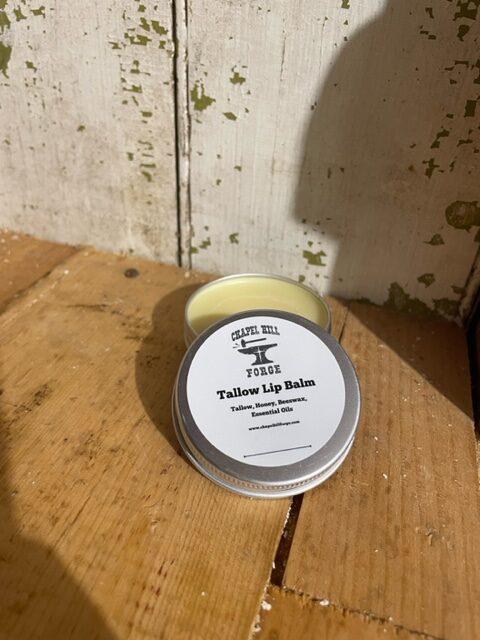 CHAPEL HILL
FORGE
Tallow Lip Balm
Tallow, Honey, Beeswax,
Essential Oils
www.chapelhillforge.com